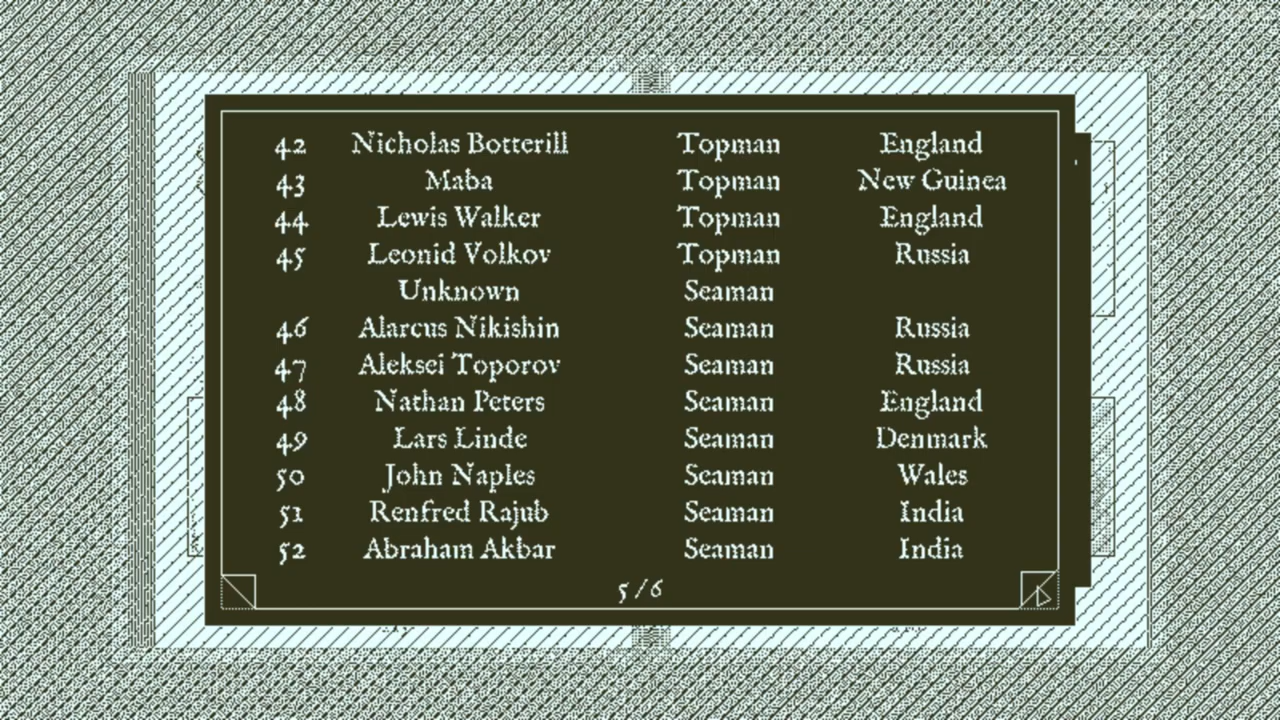 42 Nicholas Botterill Topman England
43 Maba Topman New Guinea
44 Lewis Walker Topman England
45 Leonid Volkov Topman Russia
Unknown Seaman
46 Alarcus Nikishin Seaman Russia
47 Aleksei Toporov Seaman Russia
48 Nathan Peters Seaman England
49 Lars Linde Seaman Denmark
50 John Naples Seaman Wales
51 Renfred Rajub Seaman India
52 Abraham Akbar Seaman India
5/6